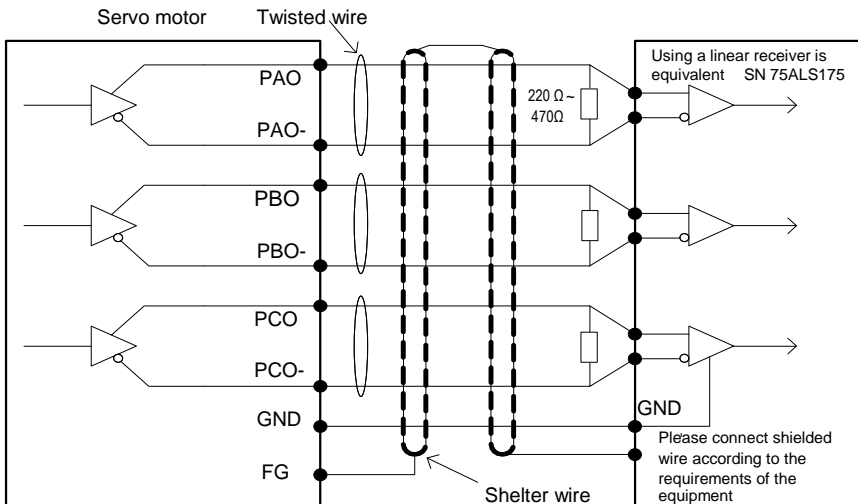 Servo motor
Twisted wire
Using a linear receiver is
equivalent SN 75ALS175
PAO
220 Ω~
470Ω
PAO-
PBO
PBO-
PCO
PCO-
GND
GND
FG
Shelter wire
Please connect shielded
wire according to the
requirements of the
equipment